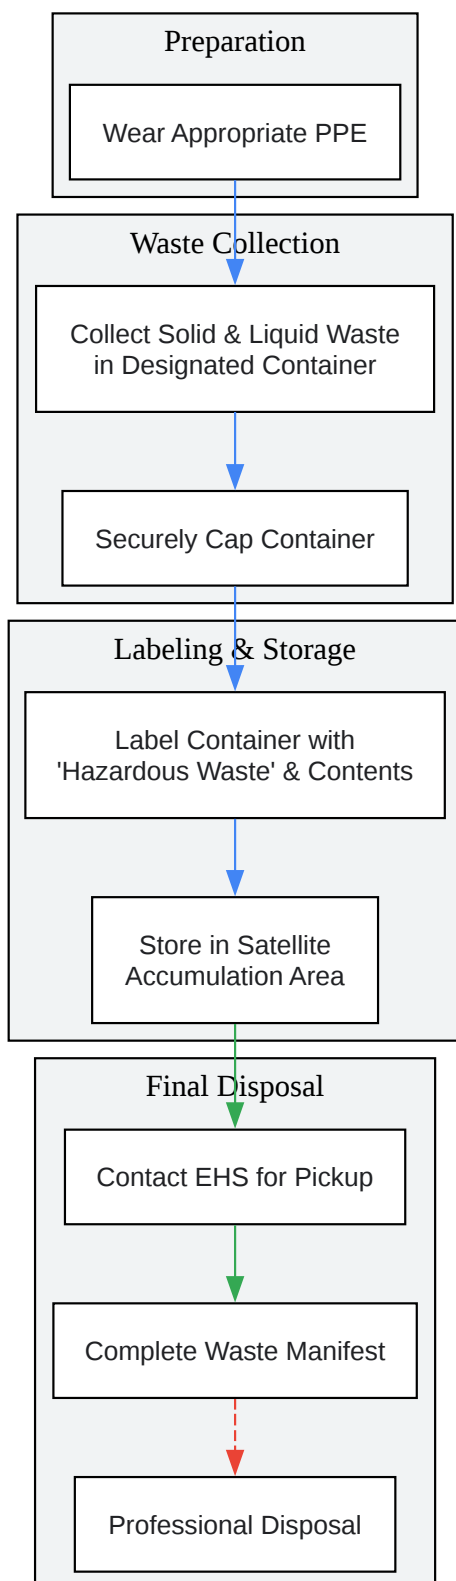 Preparation
Wear Appropriate PPE
Waste Collection
Collect Solid & Liquid Waste
in Designated Container
Securely Cap Container
Labeling & Storage
Label Container with
'Hazardous Waste' & Contents
Store in Satellite
Accumulation Area
Final Disposal
Contact EHS for Pickup
Complete Waste Manifest
Professional Disposal